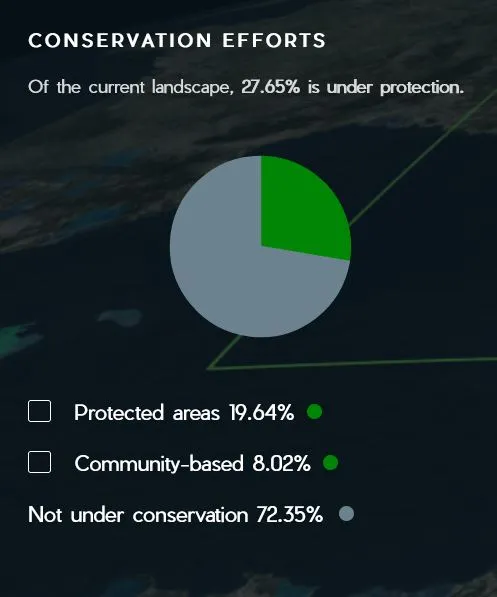 CONSERVATION EFFORTS
Of the current landscape, 27.65% is under protection.
Protected areas 19.64%
Community-based 8.02%
Not under conservation 72.35%